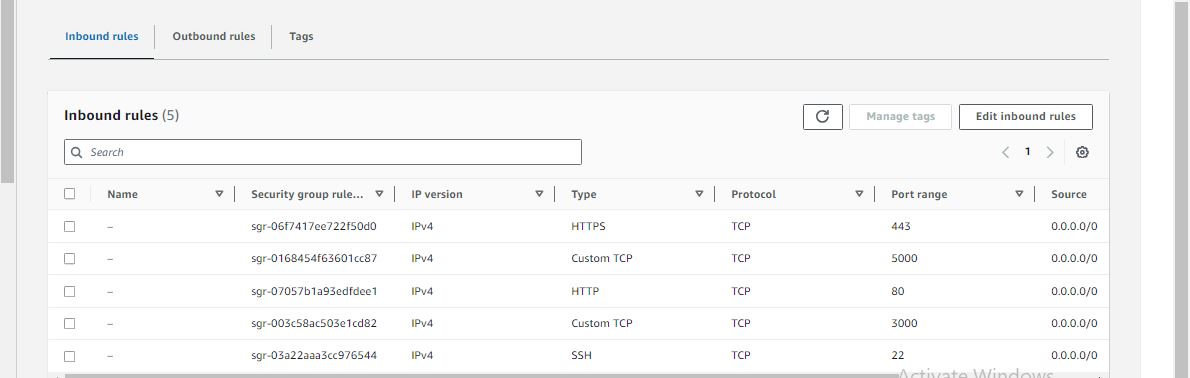 Inbound rules Outbound rules Tags
Inbound rules (5) Manage tags Edit inbound rules
Search 1
Name Security group rule... IP version Type Protocol Port range Source
– sgr-06f7417ee722f50d0 IPv4 HTTPS TCP 443 0.0.0.0/0
– sgr-0168454f63601cc87 IPv4 Custom TCP TCP 5000 0.0.0.0/0
– sgr-07057b1a93edfdee1 IPv4 HTTP TCP 80 0.0.0.0/0
– sgr-003c58ac503e1cd82 IPv4 Custom TCP TCP 3000 0.0.0.0/0
– sgr-03a22aaa3cc976544 IPv4 SSH TCP 22 0.0.0.0/0
Activate Windows